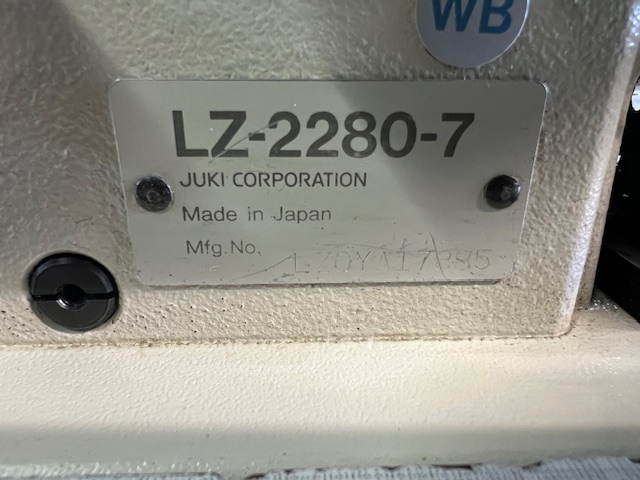 WB
LZ-2280-7
JUKI CORPORATION
Made in Japan
Mfg.No.